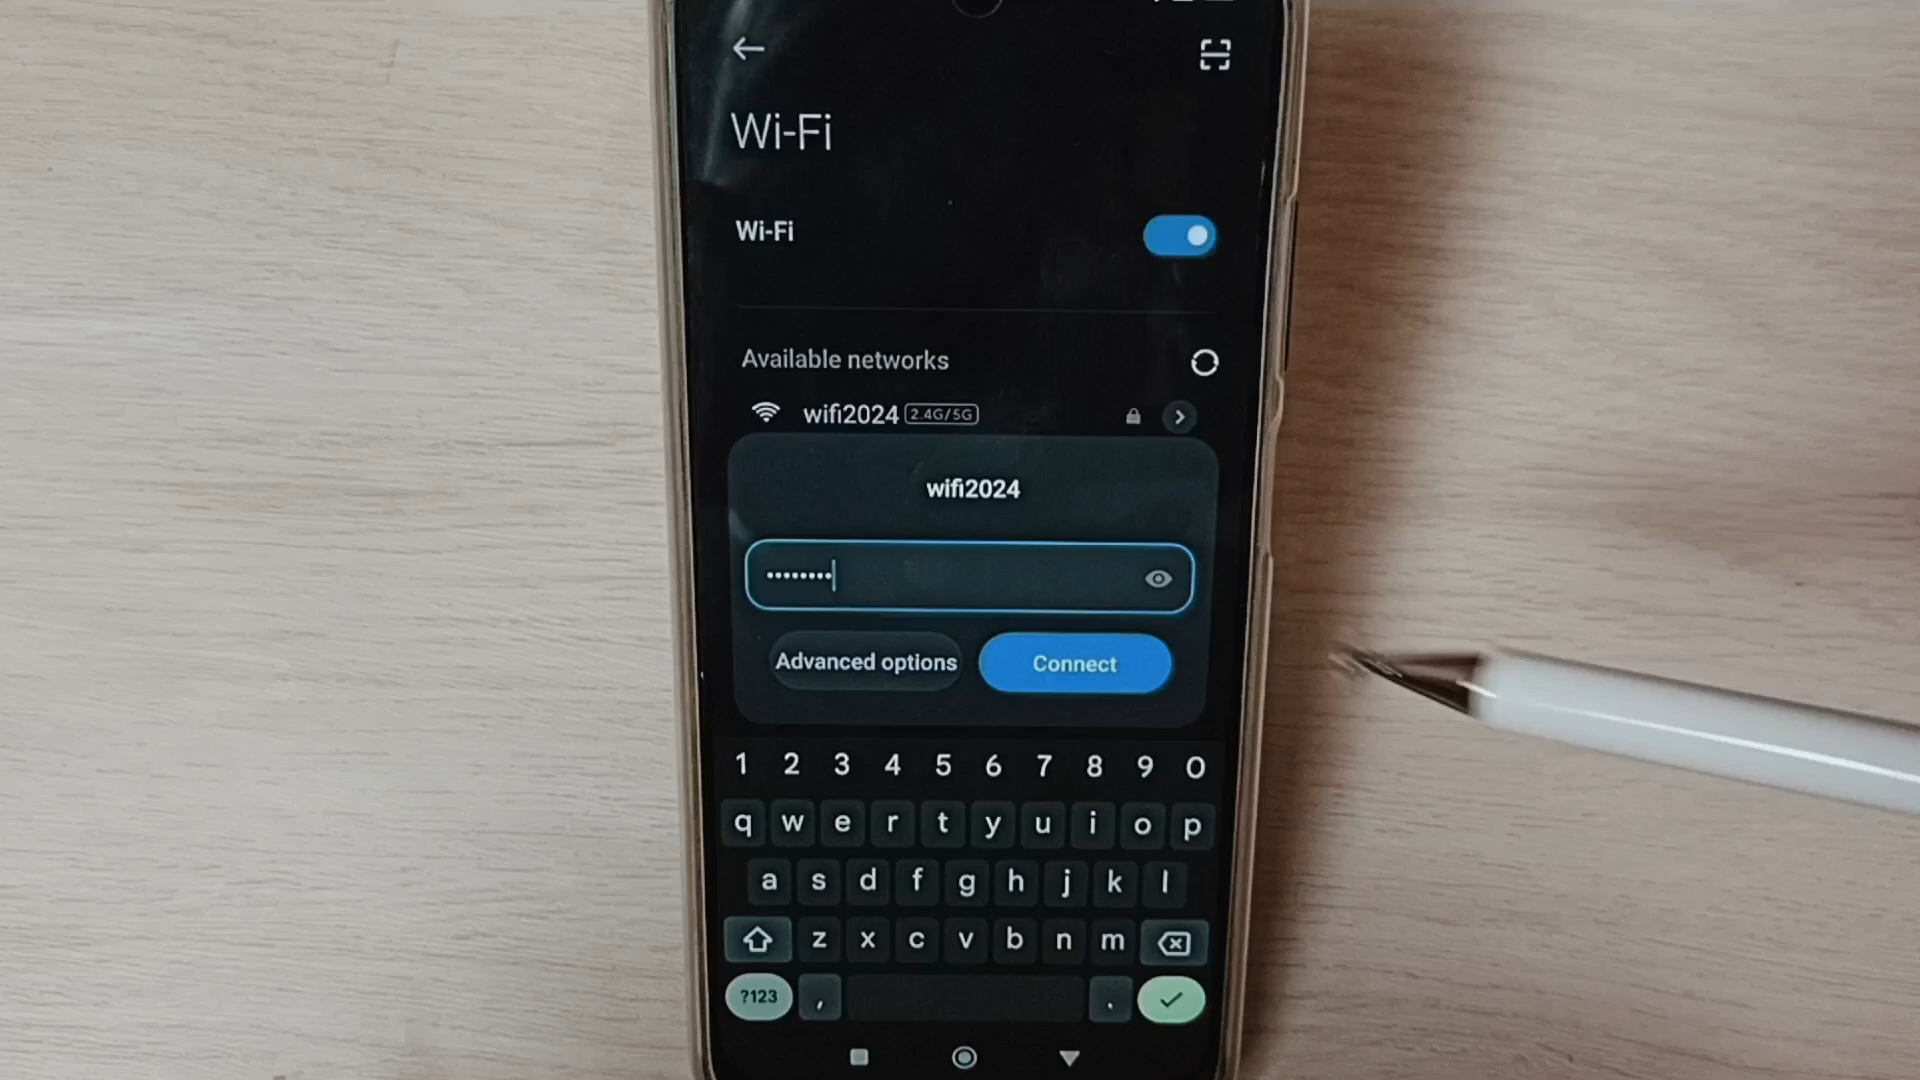 Wi-Fi
Wi-Fi
Available networks
wifi2024 2.4G/5G
wifi2024
••••••••
Advanced options Connect
1 2 3 4 5 6 7 8 9 0
q w e r t y u i o p
a s d f g h j k l
z x c v b n m
?123 , .